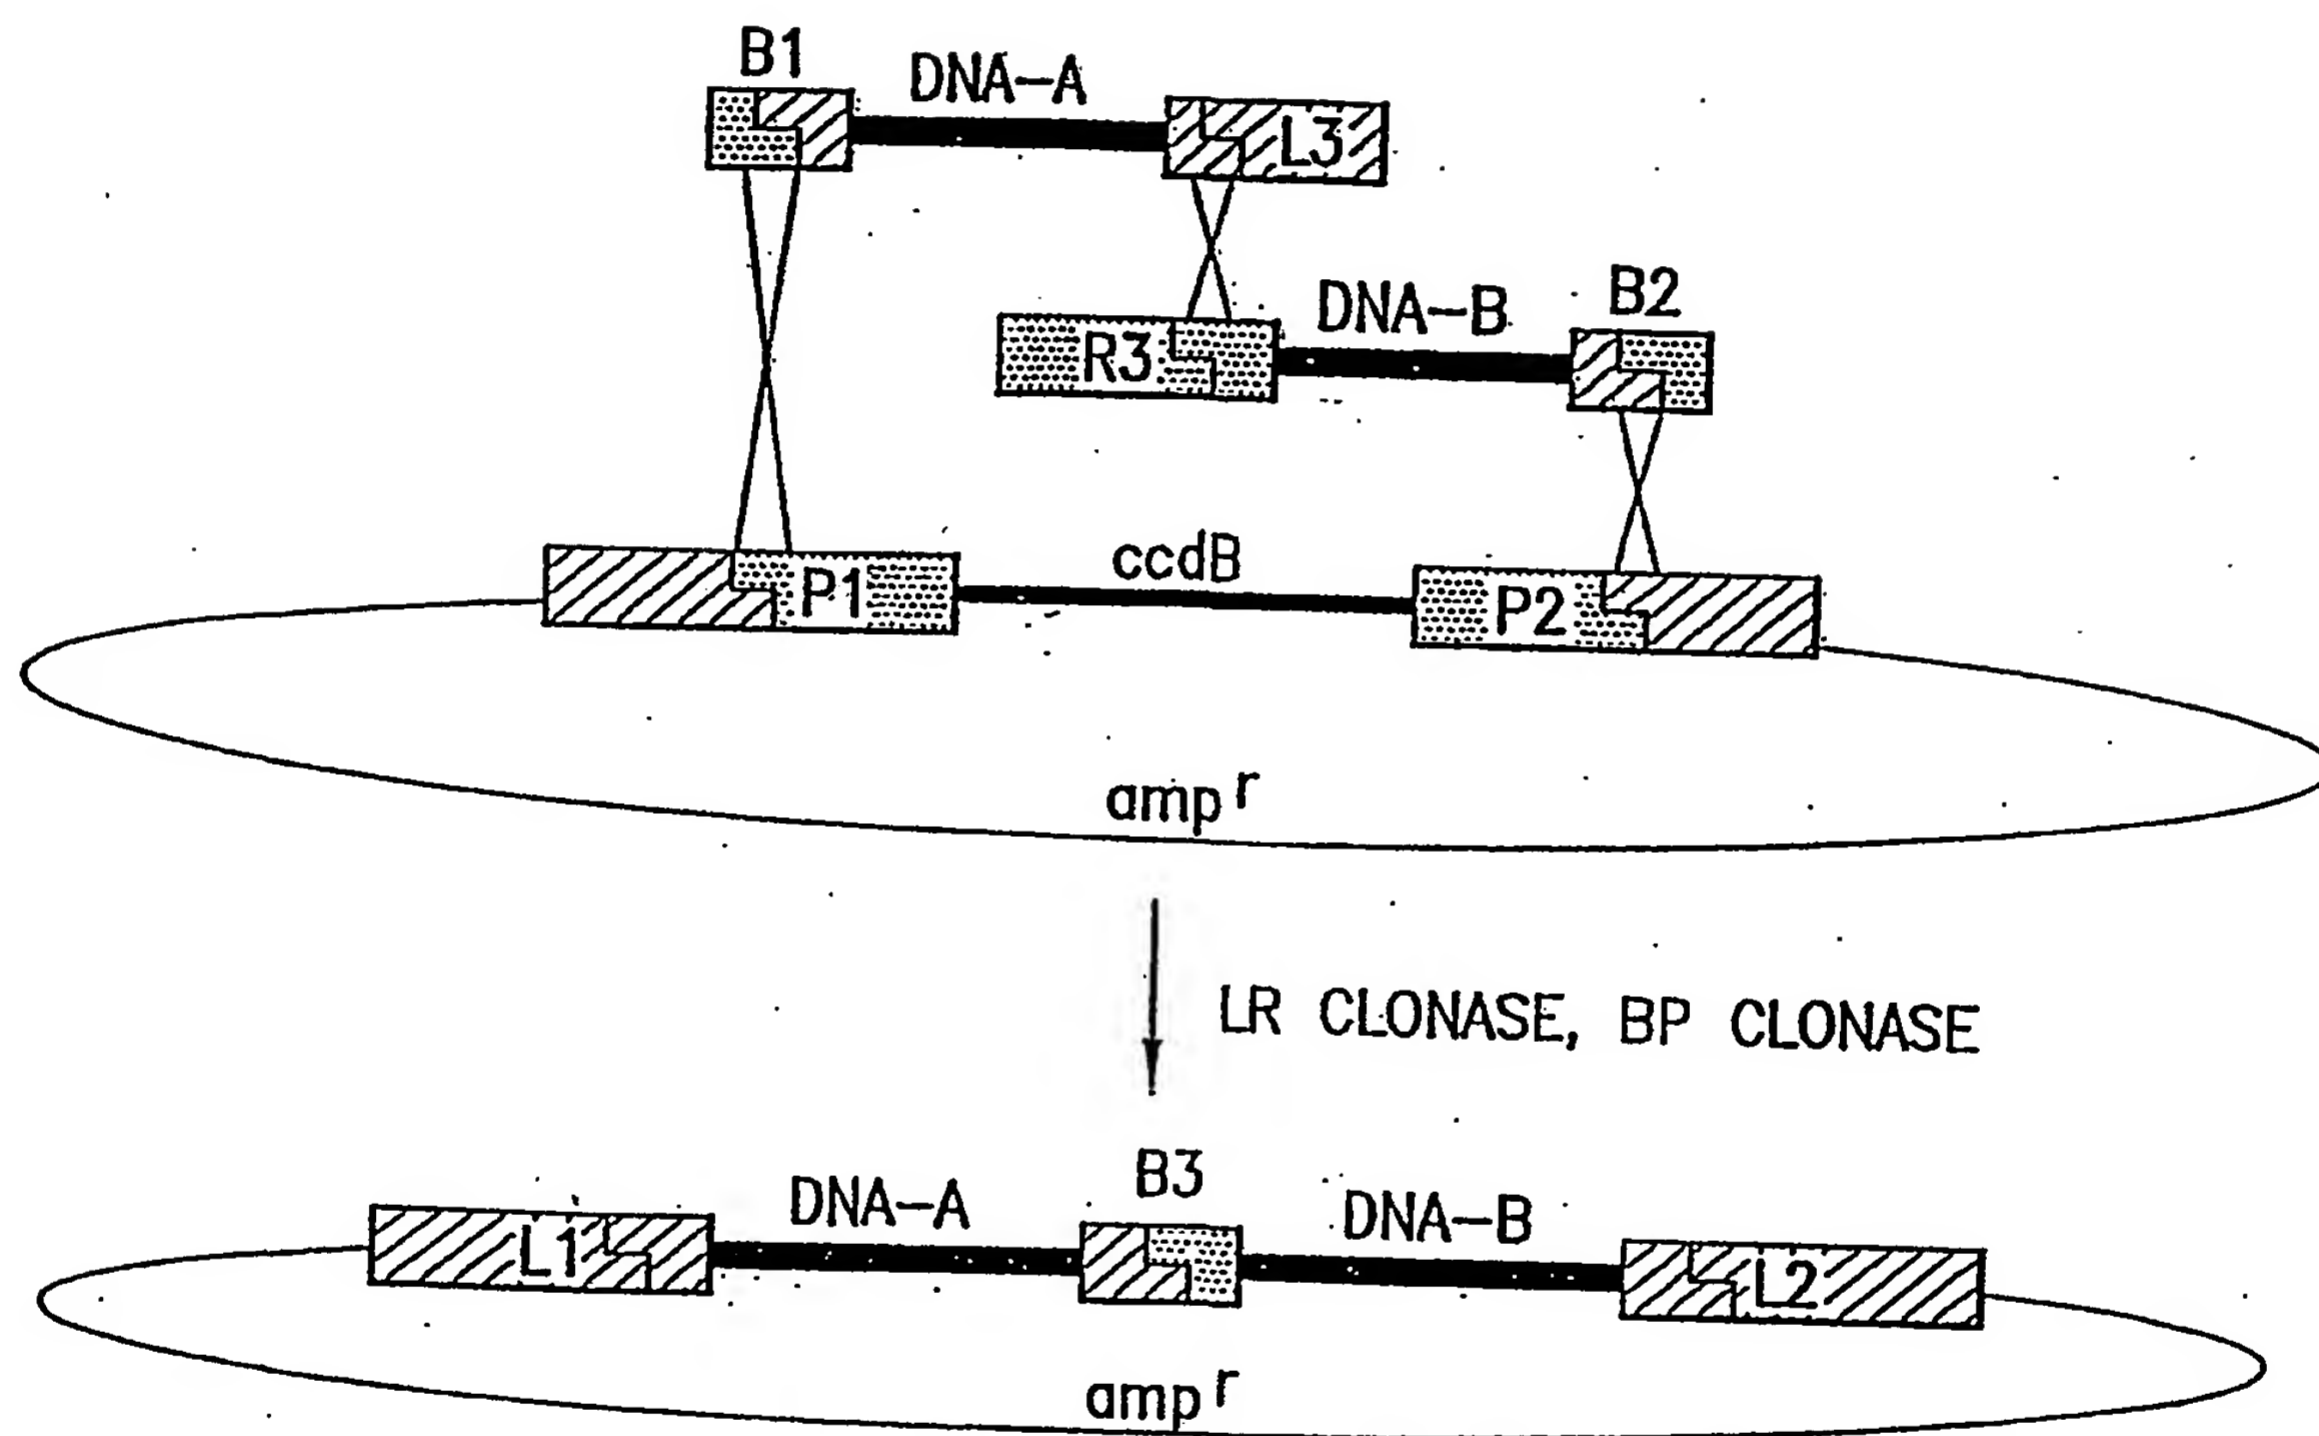 B1
DNA-A
L3
R3
DNA-B
B2
P1
ccdB
P2
amp r
LR CLONASE, BP CLONASE
L1
DNA-A
B3
DNA-B
L2
amp r